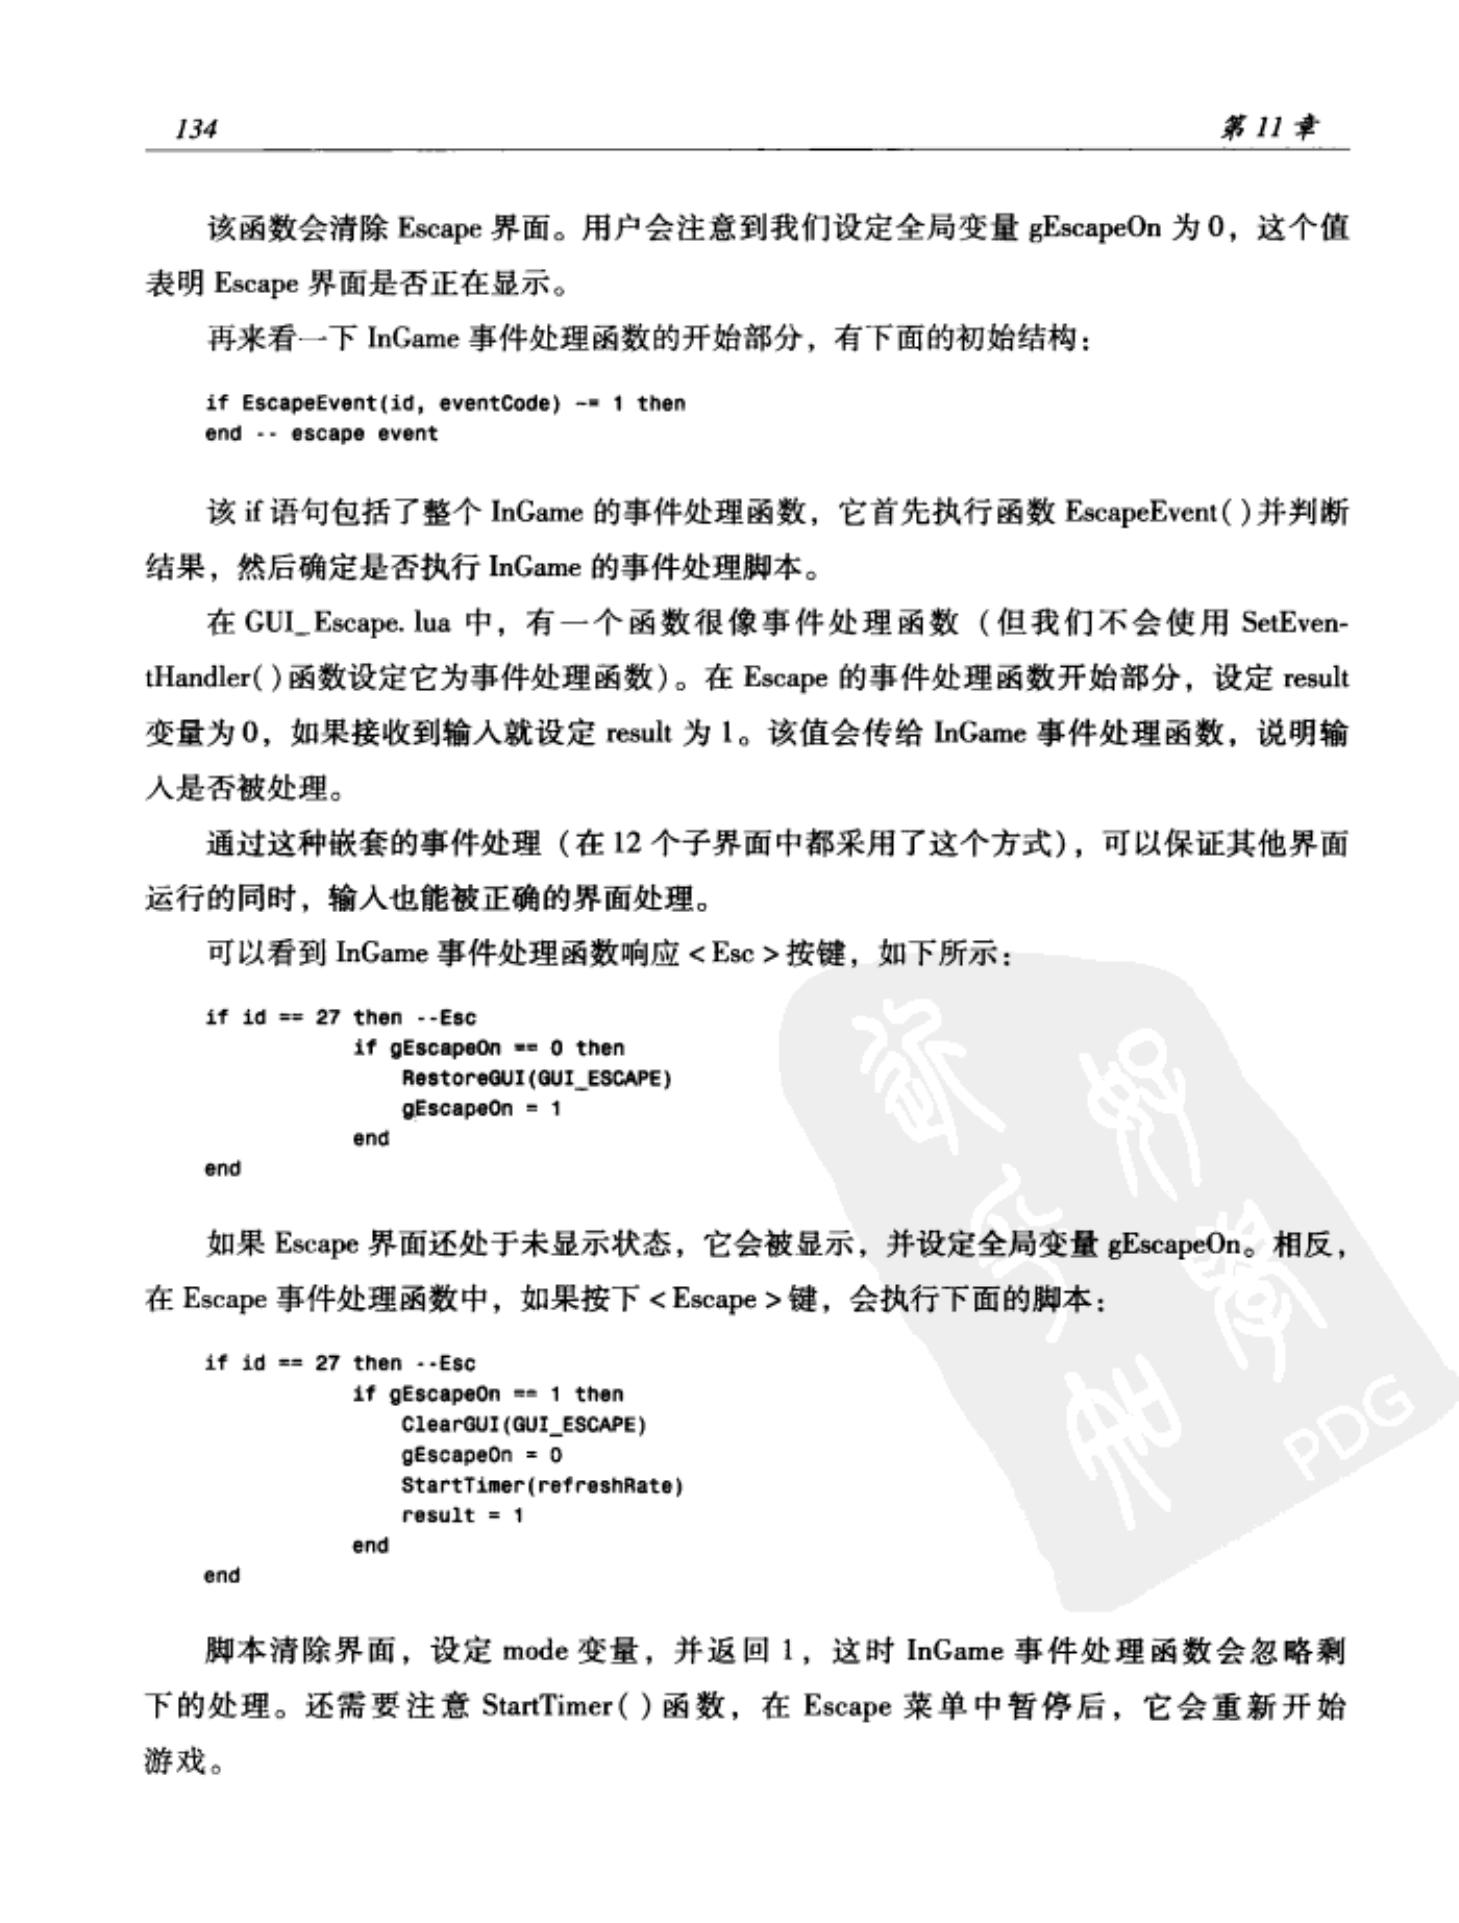 134 第 11 章
该函数会清除 Escape 界面。用户会注意到我们设定全局变量 gEscapeOn 为 0，这个值
表明 Escape 界面是否正在显示。
再来看一下 InGame 事件处理函数的开始部分，有下面的初始结构：
if EscapeEvent(id, eventCode) ~= 1 then
end -- escape event
该 if 语句包括了整个 InGame 的事件处理函数，它首先执行函数 EscapeEvent( )并判断
结果，然后确定是否执行 InGame 的事件处理脚本。
在 GUI_Escape. lua 中，有一个函数很像事件处理函数（但我们不会使用 SetEven-
tHandler( )函数设定它为事件处理函数）。在 Escape 的事件处理函数开始部分，设定 result
变量为 0，如果接收到输入就设定 result 为 1。该值会传给 InGame 事件处理函数，说明输
入是否被处理。
通过这种嵌套的事件处理（在 12 个子界面中都采用了这个方式），可以保证其他界面
运行的同时，输入也能被正确的界面处理。
可以看到 InGame 事件处理函数响应 < Esc > 按键，如下所示：
if id == 27 then --Esc
if gEscapeOn == 0 then
RestoreGUI(GUI_ESCAPE)
gEscapeOn = 1
end
end
如果 Escape 界面还处于未显示状态，它会被显示，并设定全局变量 gEscapeOn。相反，
在 Escape 事件处理函数中，如果按下 < Escape > 键，会执行下面的脚本：
if id == 27 then --Esc
if gEscapeOn == 1 then
ClearGUI(GUI_ESCAPE)
gEscapeOn = 0
StartTimer(refreshRate)
result = 1
end
end
脚本清除界面，设定 mode 变量，并返回 1，这时 InGame 事件处理函数会忽略剩
下的处理。还需要注意 StartTimer( )函数，在 Escape 菜单中暂停后，它会重新开始
游戏。
PDG